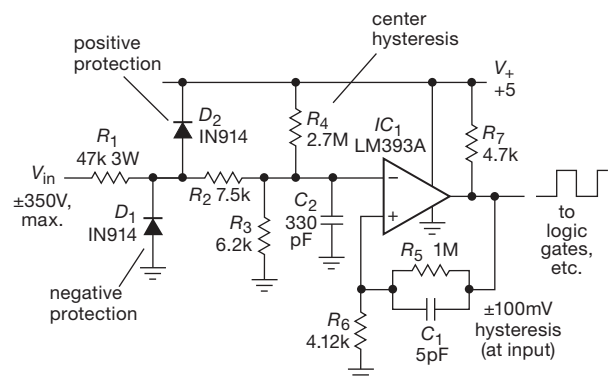 positive
protection
center
hysteresis
V+
+5
D2
IN914
R4
2.7M
IC1
LM393A
R7
4.7k
R1
47k 3W
Vin
±350V,
max.
R2 7.5k
D1
IN914
R3
6.2k
C2
330
pF
−
+
to
logic
gates,
etc.
R5 1M
negative
protection
R6
4.12k
C1
5pF
±100mV
hysteresis
(at input)